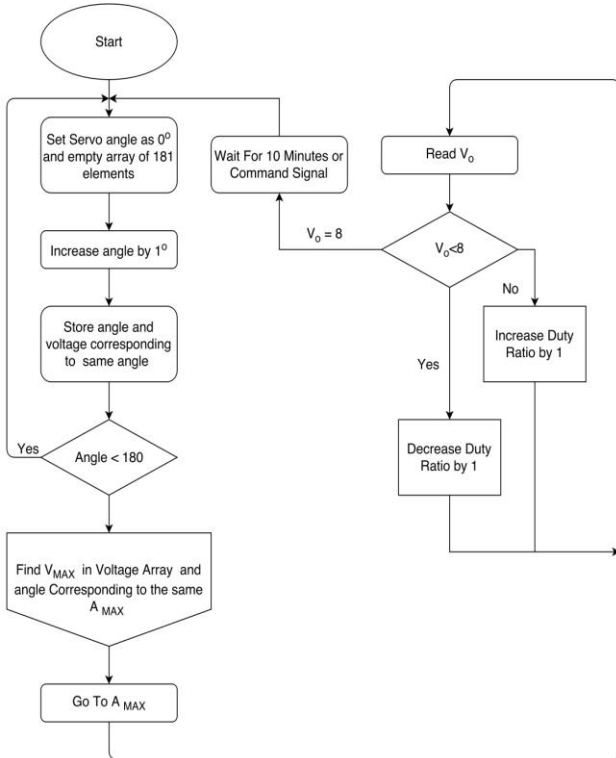 Start
Set Servo angle as 0°
and empty array of 181
elements
Increase angle by 1°
Store angle and
voltage corresponding
to same angle
Yes
Angle < 180
Find VMAX in Voltage Array and
angle Corresponding to the same
A MAX
Go To A MAX
Wait For 10 Minutes or
Command Signal
Vo = 8
Read Vo
Vo<8
No
Increase Duty
Ratio by 1
Yes
Decrease Duty
Ratio by 1